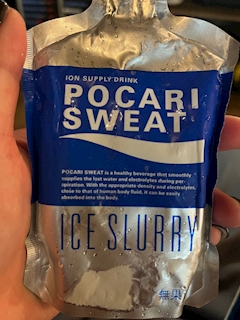 ION SUPPLY DRINK
POCARI
SWEAT
POCARI SWEAT is a healthy beverage that smoothly
supplies the lost water and electrolytes during per-
spiration. With the appropriate density and electrolytes,
close to that of human body fluid, it can be easily
absorbed into the body.
ICE SLURRY
無果